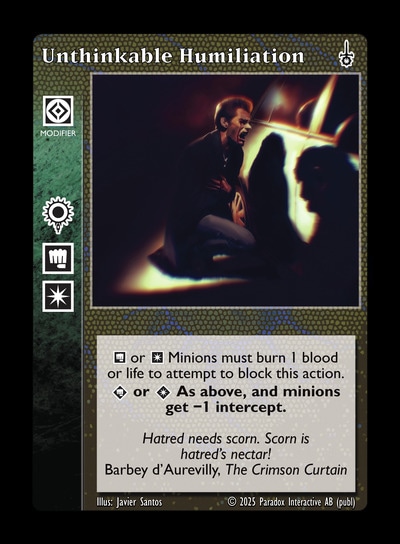 Unthinkable Humiliation
MODIFIER
or Minions must burn 1 blood
or life to attempt to block this action.
or As above, and minions
get −1 intercept.
Hatred needs scorn. Scorn is
hatred's nectar!
Barbey d'Aurevilly, The Crimson Curtain
Illus: Javier Santos © 2025 Paradox Interactive AB (publ)